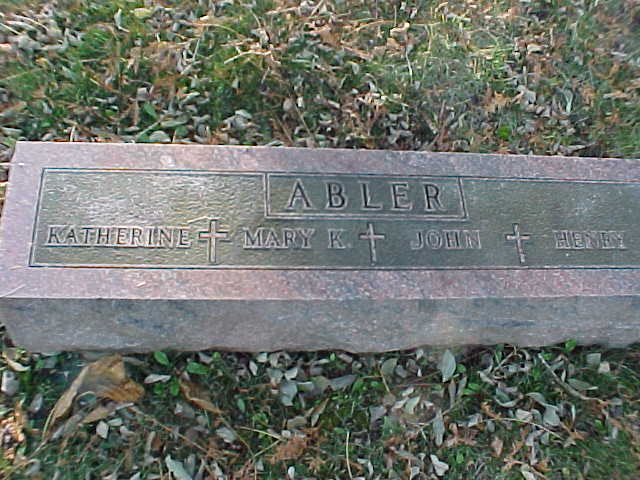 ABLER
KATHERINE MARY K. JOHN HENRY